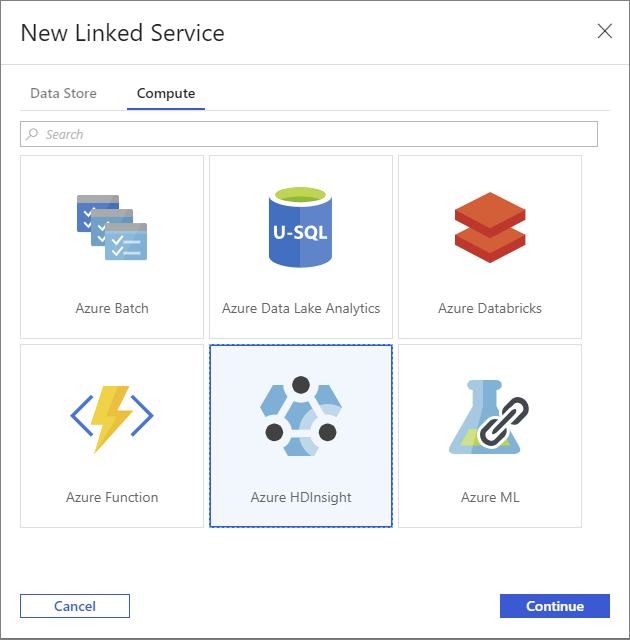 New Linked Service
Data Store
Compute
Search
U-SQL
Azure Batch
Azure Data Lake Analytics
Azure Databricks
Azure Function
Azure HDInsight
Azure ML
Cancel
Continue